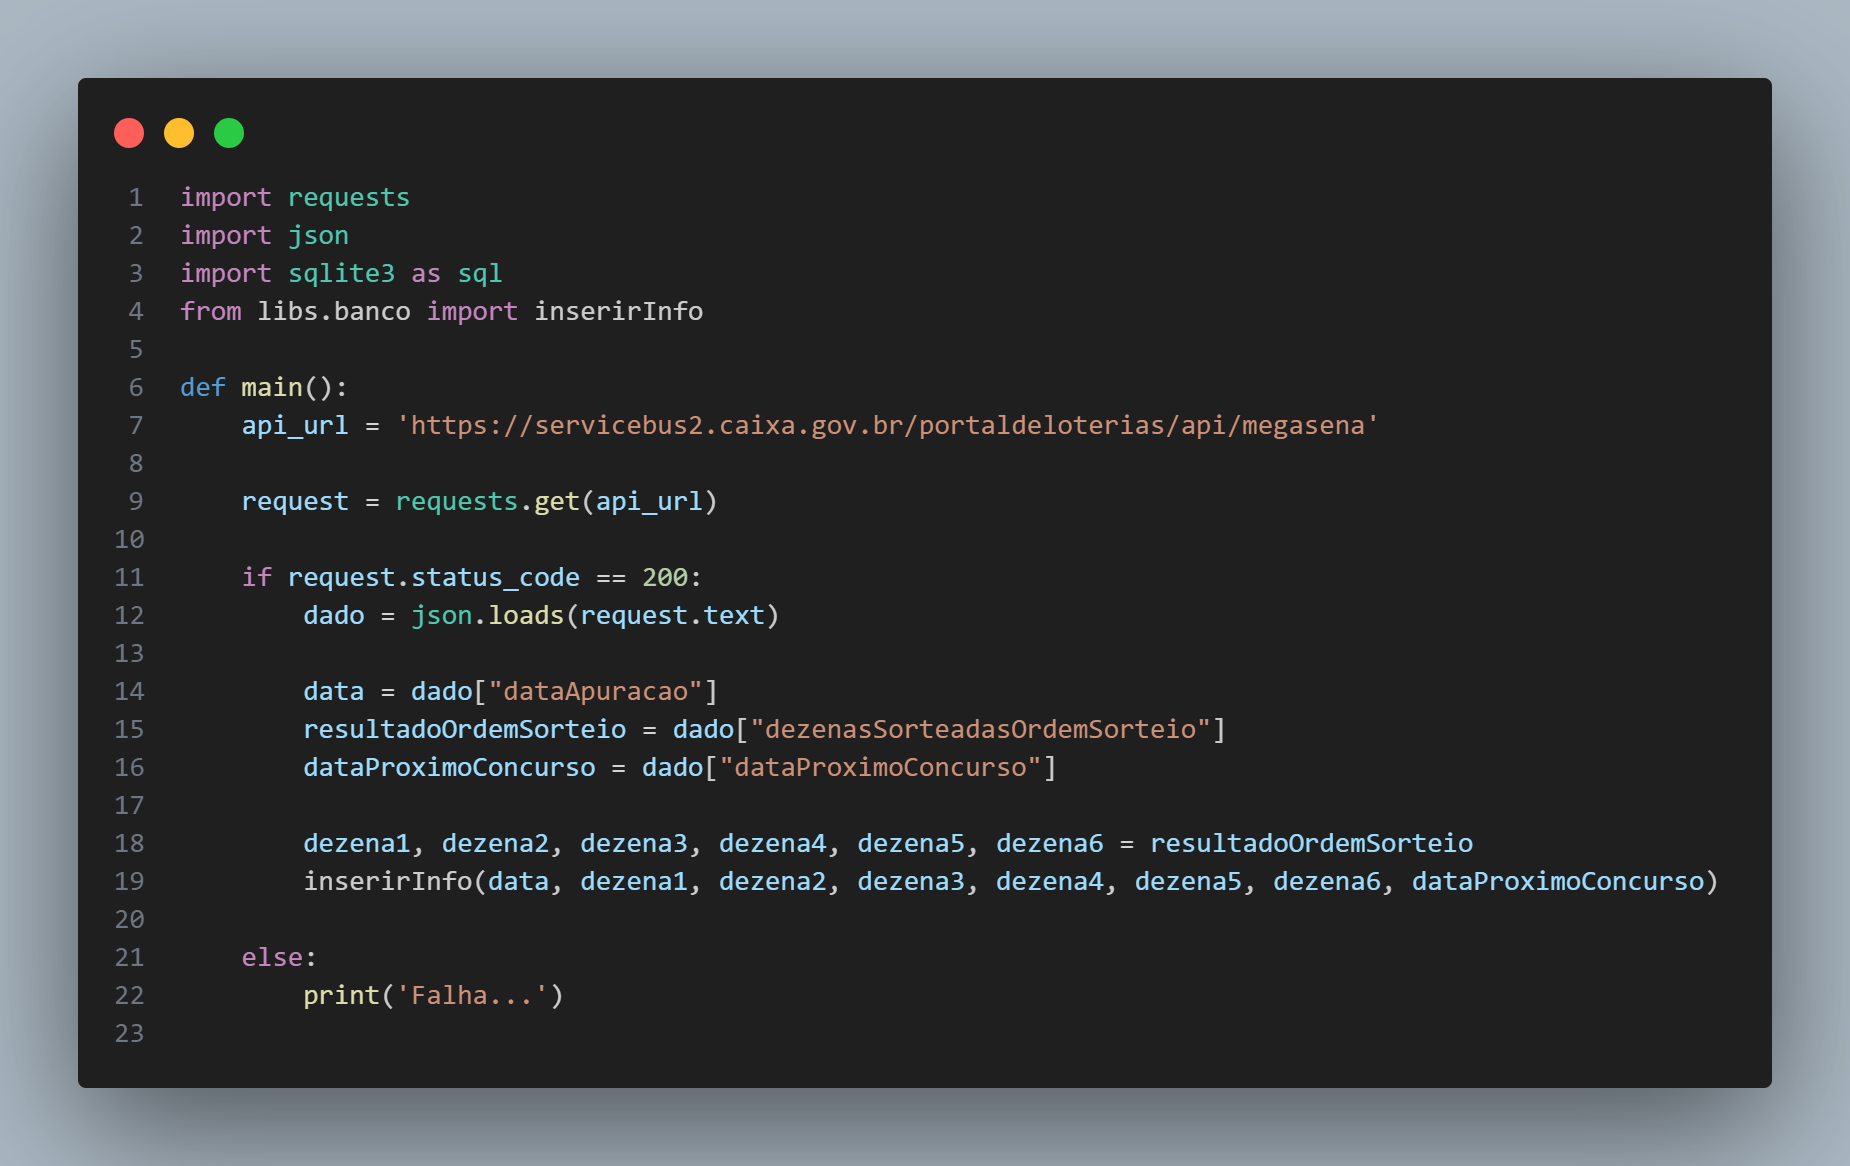 1 import requests
2 import json
3 import sqlite3 as sql
4 from libs.banco import inserirInfo
5
6 def main():
7     api_url = 'https://servicebus2.caixa.gov.br/portaldeloterias/api/megasena'
8
9     request = requests.get(api_url)
10
11     if request.status_code == 200:
12         dado = json.loads(request.text)
13
14         data = dado["dataApuracao"]
15         resultadoOrdemSorteio = dado["dezenasSorteadasOrdemSorteio"]
16         dataProximoConcurso = dado["dataProximoConcurso"]
17
18         dezena1, dezena2, dezena3, dezena4, dezena5, dezena6 = resultadoOrdemSorteio
19         inserirInfo(data, dezena1, dezena2, dezena3, dezena4, dezena5, dezena6, dataProximoConcurso)
20
21     else:
22         print('Falha...')
23